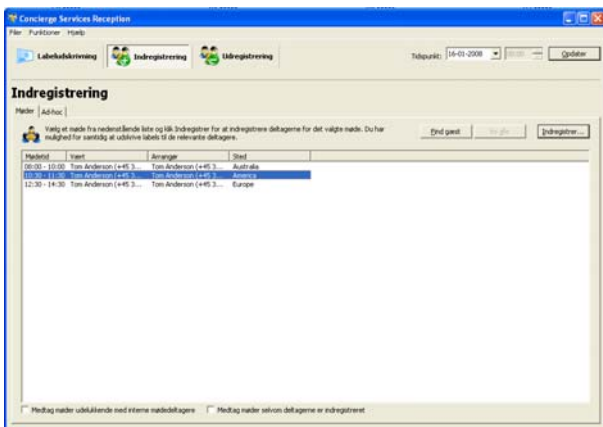 Concierge Services Reception
Filer Funktioner Hjælp
Labeludskrivning Indregistrering Udregistrering Tidspunkt: 16-01-2008 00:00 Opdater
Indregistrering
Møder Ad-hoc
Vælg et møde fra nedenstående liste og klik Indregistrer for at indregistrere deltagerne for det valgte møde. Du har
mulighed for samtidig at udskrive labels til de relevante deltagere.
Find gæst Indregistrer...
Mødetid Vært Arrangør Sted
08:00 - 10:00 Tom Anderson (+45 3... Tom Anderson (+45 3... Australia
10:30 - 11:30 Tom Anderson (+45 3... Tom Anderson (+45 3... America
12:30 - 14:30 Tom Anderson (+45 3... Tom Anderson (+45 3... Europe
Medtag møder udelukkende med interne mødedeltagere Medtag møder selvom deltagerne er indregistreret